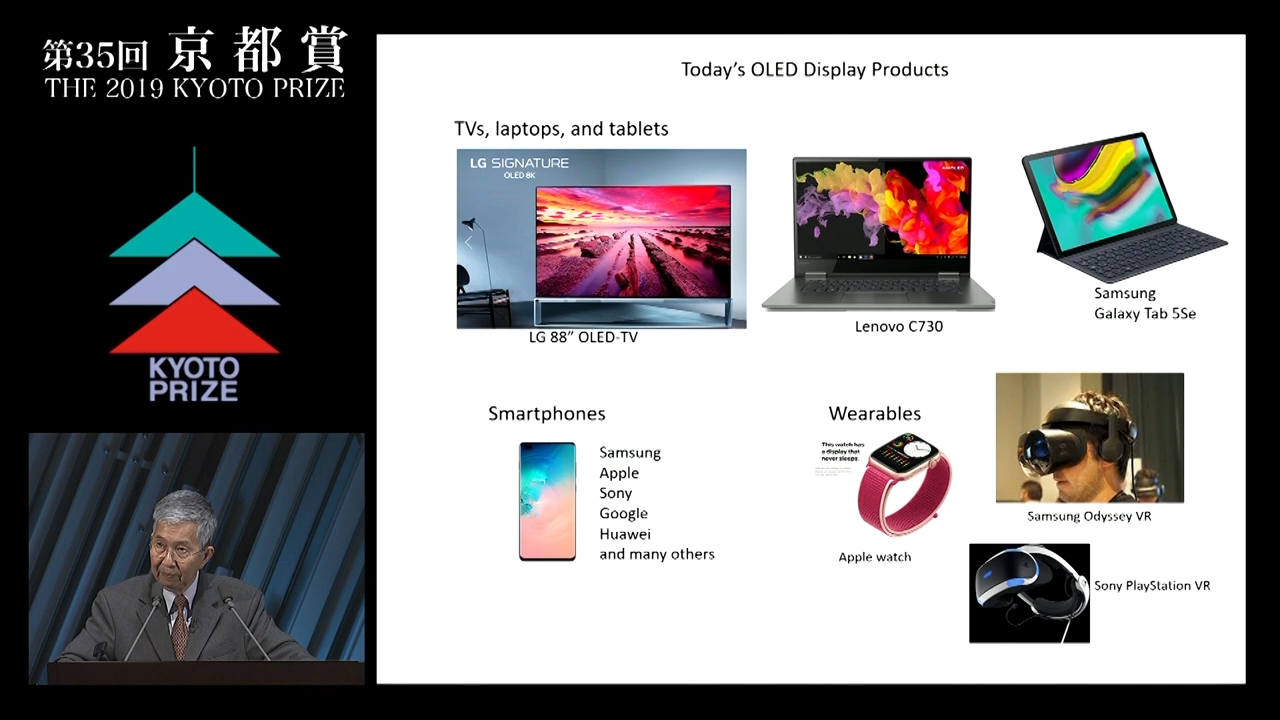 第35回 京都賞
THE 2019 KYOTO PRIZE
KYOTO
PRIZE
Today's OLED Display Products
TVs, laptops, and tablets
LG SIGNATURE
OLED 8K
LG 88” OLED-TV
Lenovo C730
Samsung
Galaxy Tab 5Se
Smartphones
Samsung
Apple
Sony
Google
Huawei
and many others
Wearables
This watch has
a display that
never sleeps.
Apple watch
Samsung Odyssey VR
Sony PlayStation VR